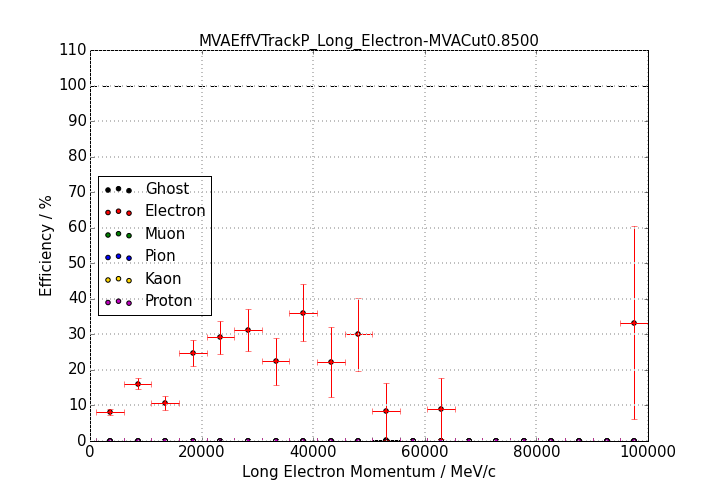 MVAEffVTrackP_Long_Electron-MVACut0.8500
110
100
90
80
70
60
50
40
30
20
10
0
Efficiency / %
Ghost
Electron
Muon
Pion
Kaon
Proton
0 20000 40000 60000 80000 100000
Long Electron Momentum / MeV/c